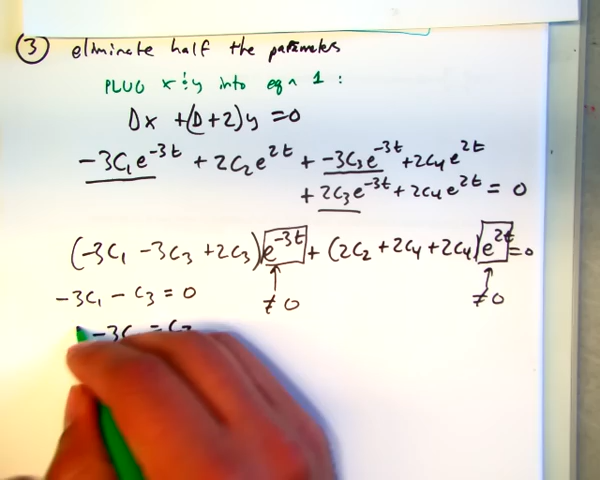 ③ eliminate half the parameters
PLUG x & y into eqn 1 :
Dx + (D+2)y = 0
-3C₁e^{-3t} + 2C₂e^{2t} + -3C₃e^{-3t} + 2C₄e^{2t}
+ 2C₃e^{-3t} + 2C₄e^{2t} = 0
(-3C₁ -3C₃ +2C₃)e^{-3t} + (2C₂ + 2C₄ + 2C₄)e^{2t} = 0
-3C₁ - C₃ = 0 ≠ 0 ≠ 0
-3C₁ = C₃